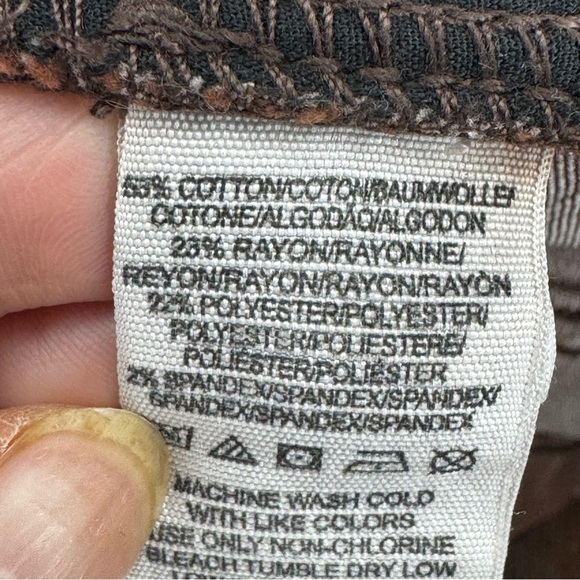 53% COTTON/COTON/BAUMWOLLE/
COTONE/ALGODÃO/ALGODON
23% RAYON/RAYONNE/
REYON/RAYON/RAYON/RAYÓN
22% POLYESTER/POLYESTER/
POLYESTER/POLIESTERE/
POLIESTER/POLIESTER
2% SPANDEX/SPANDEX/SPANDEX/
SPANDEX/SPANDEX/SPANDEX
MACHINE WASH COLD
WITH LIKE COLORS
USE ONLY NON-CHLORINE
BLEACH TUMBLE DRY LOW